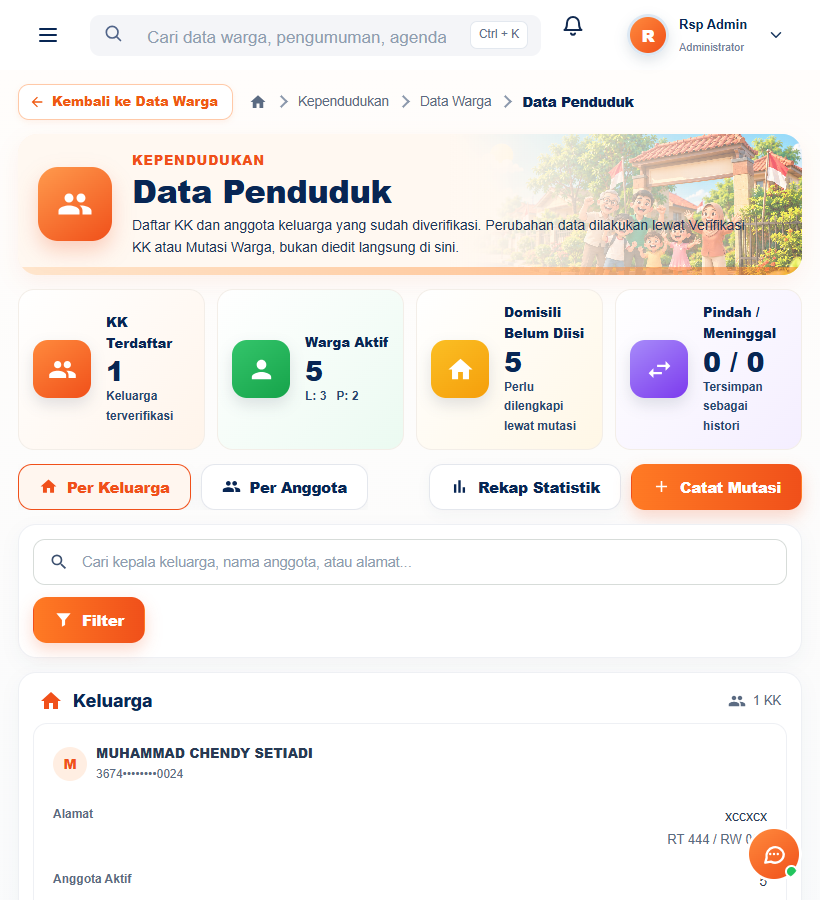 Cari data warga, pengumuman, agenda
Ctrl + K
R
Rsp Admin
Administrator
Kembali ke Data Warga
Kependudukan
Data Warga
Data Penduduk
KEPENDUDUKAN
Data Penduduk
Daftar KK dan anggota keluarga yang sudah diverifikasi. Perubahan data dilakukan lewat Verifikasi
KK atau Mutasi Warga, bukan diedit langsung di sini.
KK
Terdaftar
1
Keluarga
terverifikasi
Warga Aktif
5
L: 3 P: 2
Domisili
Belum Diisi
5
Perlu
dilengkapi
lewat mutasi
Pindah /
Meninggal
0 / 0
Tersimpan
sebagai
histori
Per Keluarga
Per Anggota
Rekap Statistik
+ Catat Mutasi
Cari kepala keluarga, nama anggota, atau alamat...
Filter
Keluarga
1 KK
M
MUHAMMAD CHENDY SETIADI
3674••••••••0024
Alamat
xccxcx
RT 444 / RW
Anggota Aktif
5